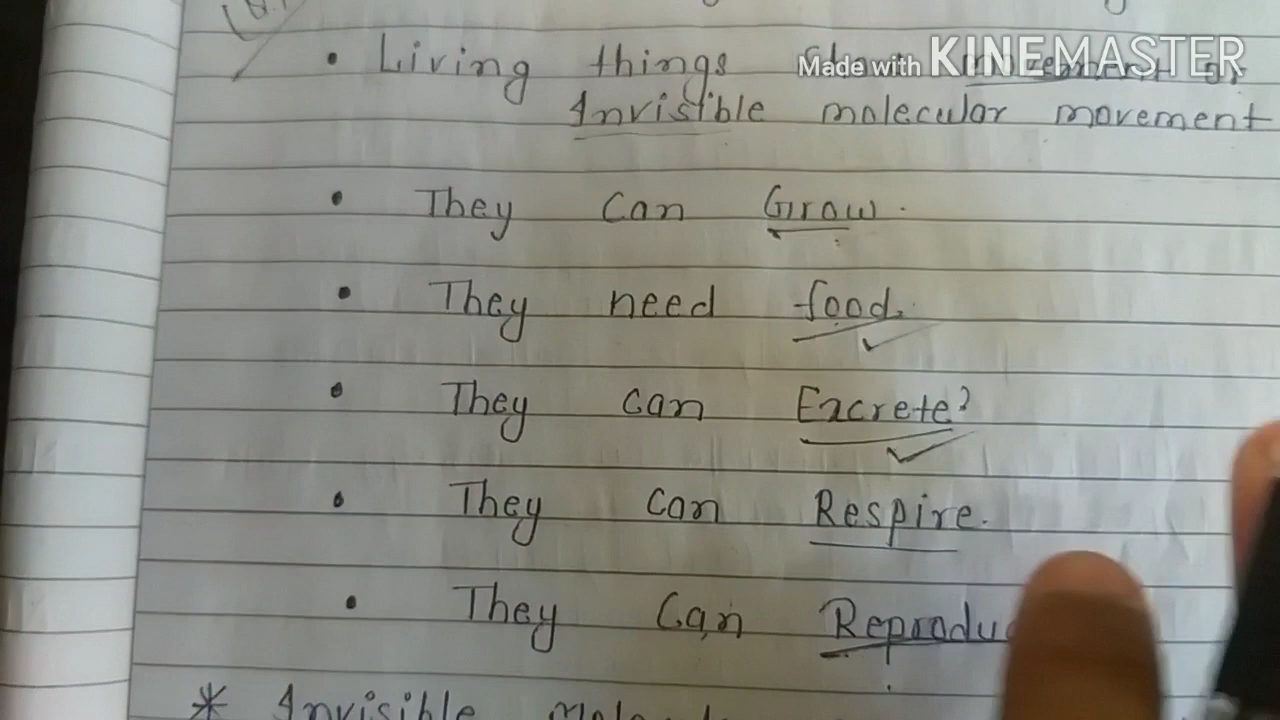 • Living things
Made with KINEMASTER
Invisible molecular movement
• They can Grow.
• They need food.
• They can Excrete?
• They can Respire.
• They can
* Invisible